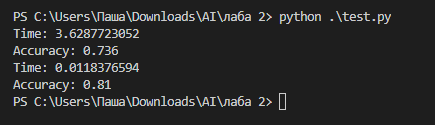 PS C:\Users\Паша\Downloads\AI\лаба 2> python .\test.py
Time: 3.6287723052
Accuracy: 0.736
Time: 0.0118376594
Accuracy: 0.81
PS C:\Users\Паша\Downloads\AI\лаба 2>